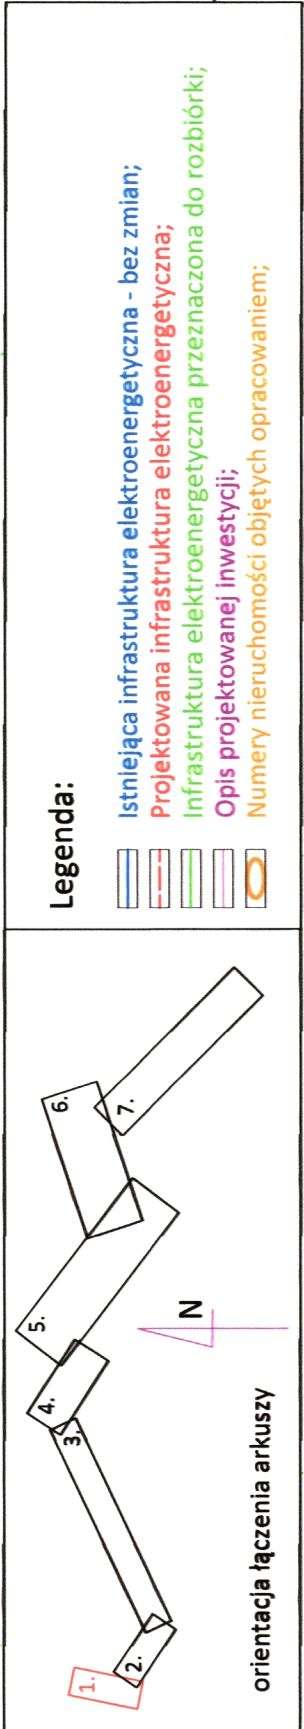 1.
2.
3.
4.
5.
6.
7.
N
orientacja łączenia arkuszy
Legenda:
Istniejąca infrastruktura elektroenergetyczna - bez zmian;
Projektowana infrastruktura elektroenergetyczna;
Infrastruktura elektroenergetyczna przeznaczona do rozbiórki;
Opis projektowanej inwestycji;
Numery nieruchomości objętych opracowaniem;